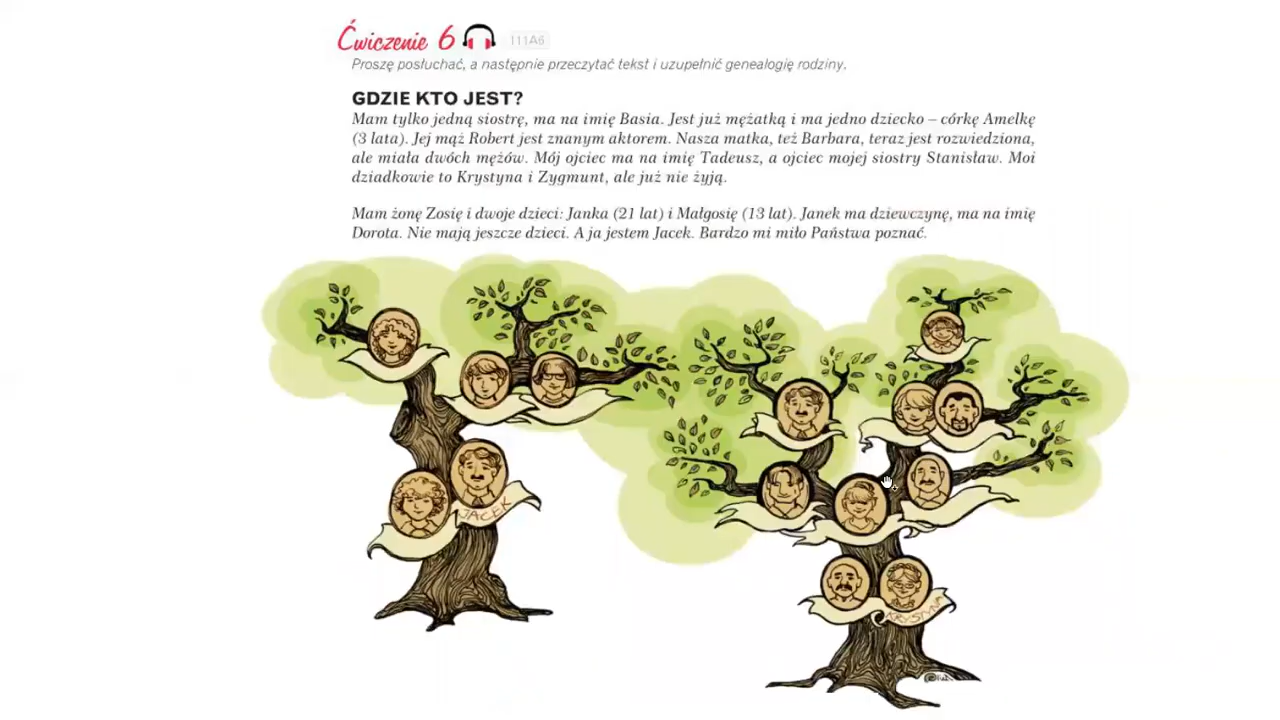 Ćwiczenie 6
111A6
Proszę posłuchać, a następnie przeczytać tekst i uzupełnić genealogię rodziny.
GDZIE KTO JEST?
Mam tylko jedną siostrę, ma na imię Basia. Jest już mężatką i ma jedno dziecko – córkę Amelkę
(3 lata). Jej mąż Robert jest znanym aktorem. Nasza matka, też Barbara, teraz jest rozwiedziona,
ale miała dwóch mężów. Mój ojciec ma na imię Tadeusz, a ojciec mojej siostry Stanisław. Moi
dziadkowie to Krystyna i Zygmunt, ale już nie żyją.
Mam żonę Zosię i dwoje dzieci: Janka (21 lat) i Małgosię (13 lat). Janek ma dziewczynę, ma na imię
Dorota. Nie mają jeszcze dzieci. A ja jestem Jacek. Bardzo mi miło Państwa poznać.
JACEK
KRYSTYNA